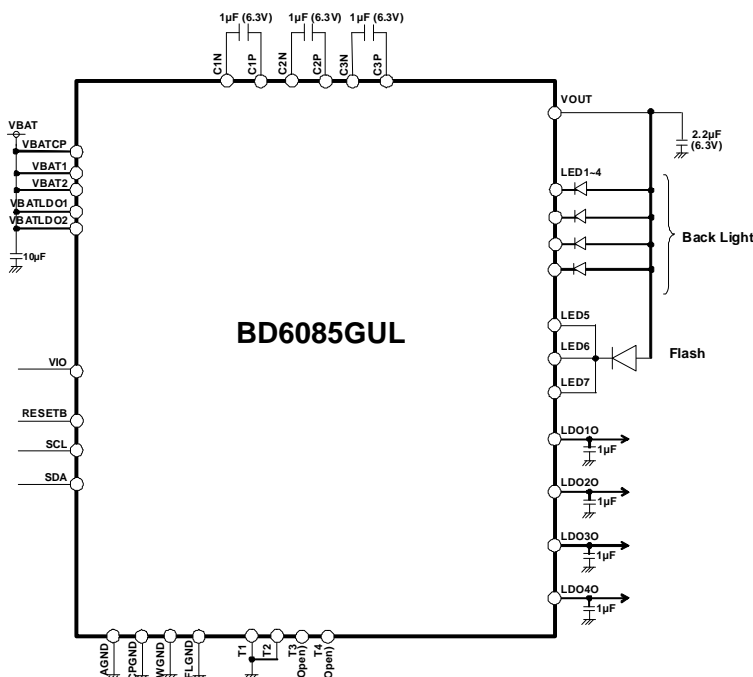 1µF (6.3V) 1µF (6.3V) 1µF (6.3V)
C1N C1P C2N C2P C3N C3P
VBAT
VBATCP
VBAT1
VBAT2
VBATLDO1
VBATLDO2
10µF
VIO
RESETB
SCL
SDA
BD6085GUL
VOUT
2.2µF
(6.3V)
LED1~4
Back Light
LED5
LED6
LED7
Flash
LDO1O
1µF
LDO2O
1µF
LDO3O
1µF
LDO4O
1µF
AGND CPGND WGND FLGND T1 T2 T3 T4
Open) Open)